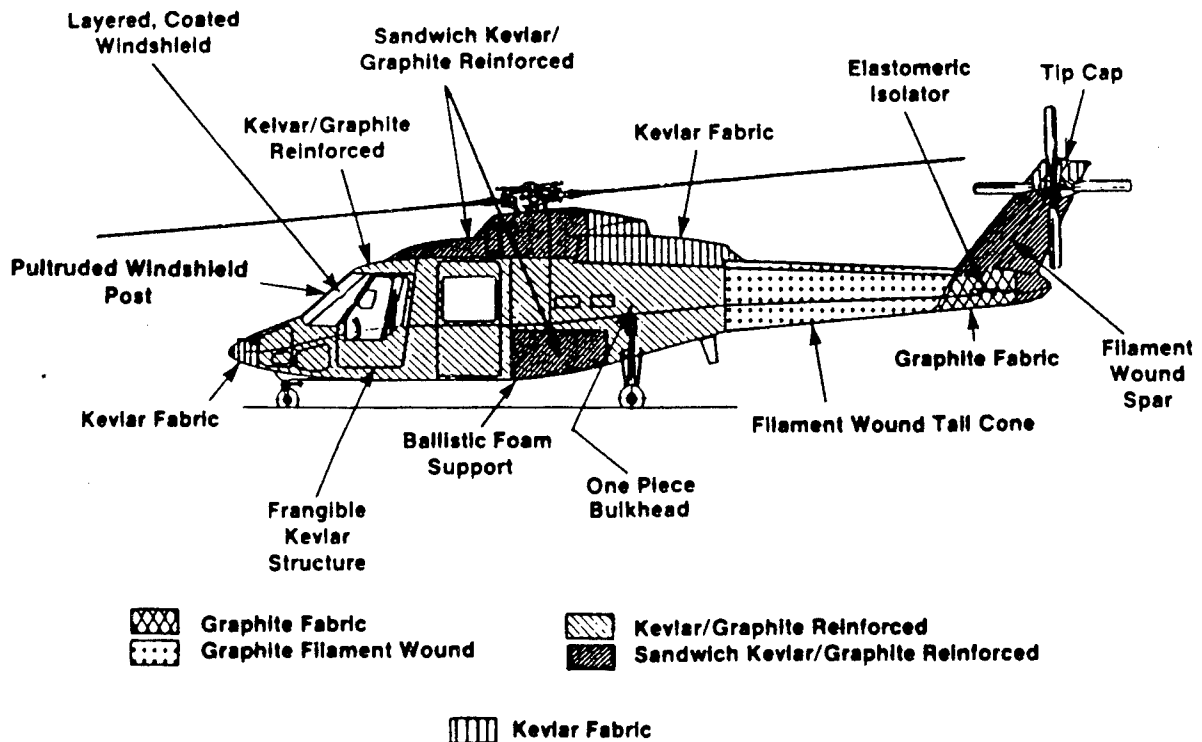 Layered, Coated
Windshield
Sandwich Kevlar/
Graphite Reinforced
Elastomeric
Isolator
Tip Cap
Kelvar/Graphite
Reinforced
Kevlar Fabric
Pultruded Windshield
Post
Graphite Fabric
Filament
Wound
Spar
Kevlar Fabric
Filament Wound Tail Cone
Ballistic Foam
Support
One Piece
Bulkhead
Frangible
Kevlar
Structure
Graphite Fabric
Graphite Filament Wound
Kevlar/Graphite Reinforced
Sandwich Kevlar/Graphite Reinforced
Kevlar Fabric